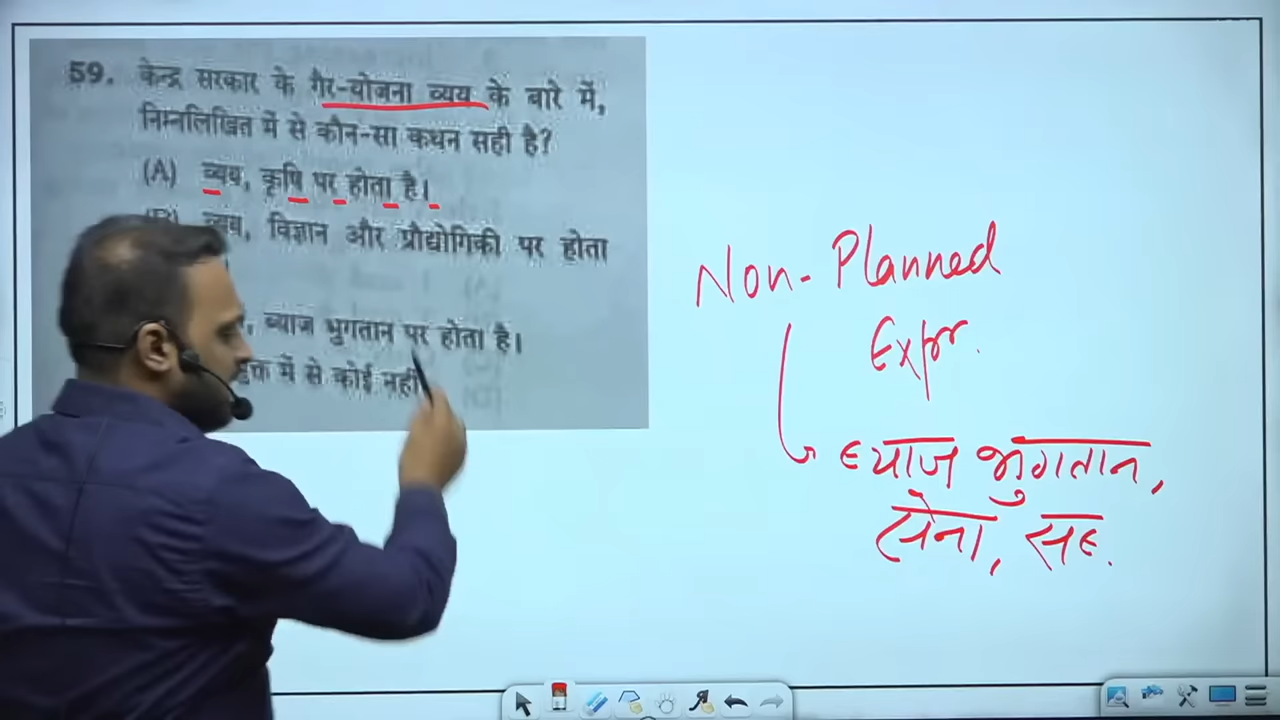 59. केन्द्र सरकार के गैर-योजना व्यय के बारे में,
निम्नलिखित में से कौन-सा कथन सही है?
(A) व्यय, कृषि पर होता है।
व्यय, विज्ञान और प्रौद्योगिकी पर होता
, ब्याज भुगतान पर होता है।
में से कोई नहीं
Non-Planned
Expr.
ब्याज भुगतान,
सेना, सब.